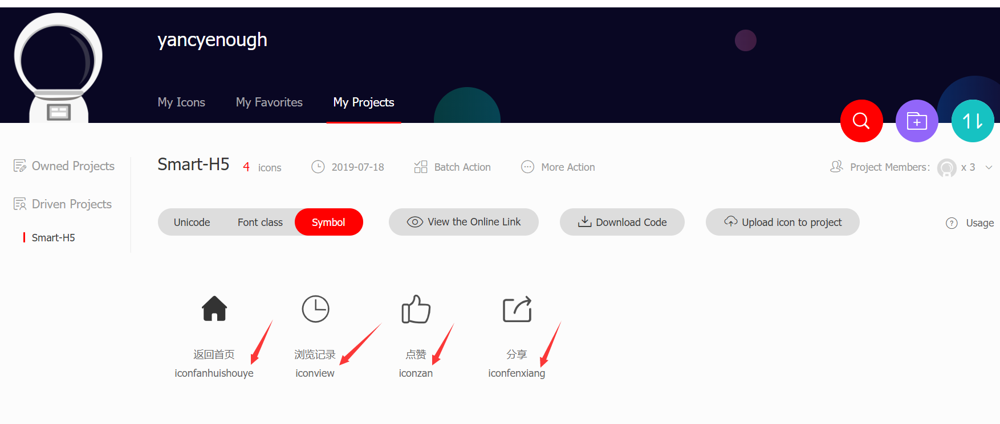 yancyenough
My Icons My Favorites My Projects
Owned Projects
Driven Projects
Smart-H5
Smart-H5 4 icons 2019-07-18 Batch Action More Action Project Members: x 3
Unicode Font class Symbol View the Online Link Download Code Upload icon to project Usage
返回首页 浏览记录 点赞 分享
iconfanhuishouye iconview iconzan iconfenxiang